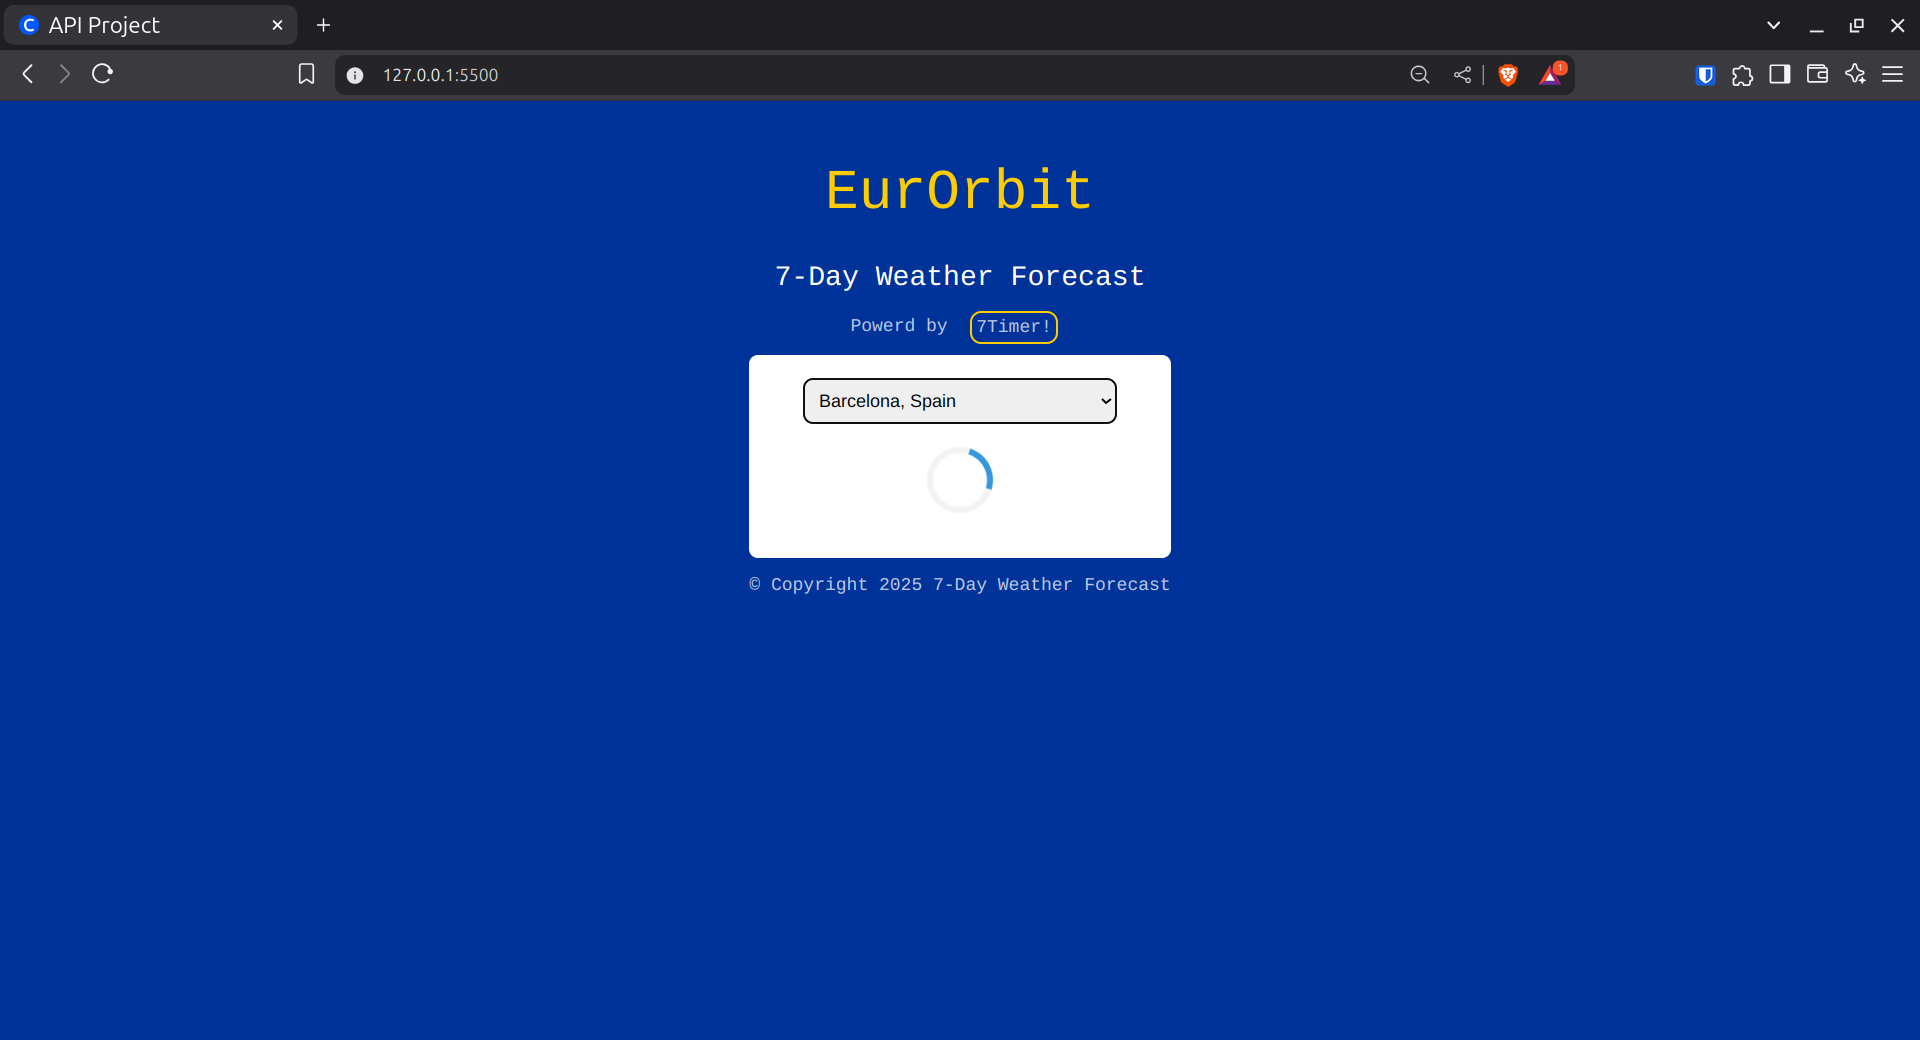 API Project
127.0.0.1:5500
1
EurOrbit
7-Day Weather Forecast
Powerd by 7Timer!
Barcelona, Spain
© Copyright 2025 7-Day Weather Forecast